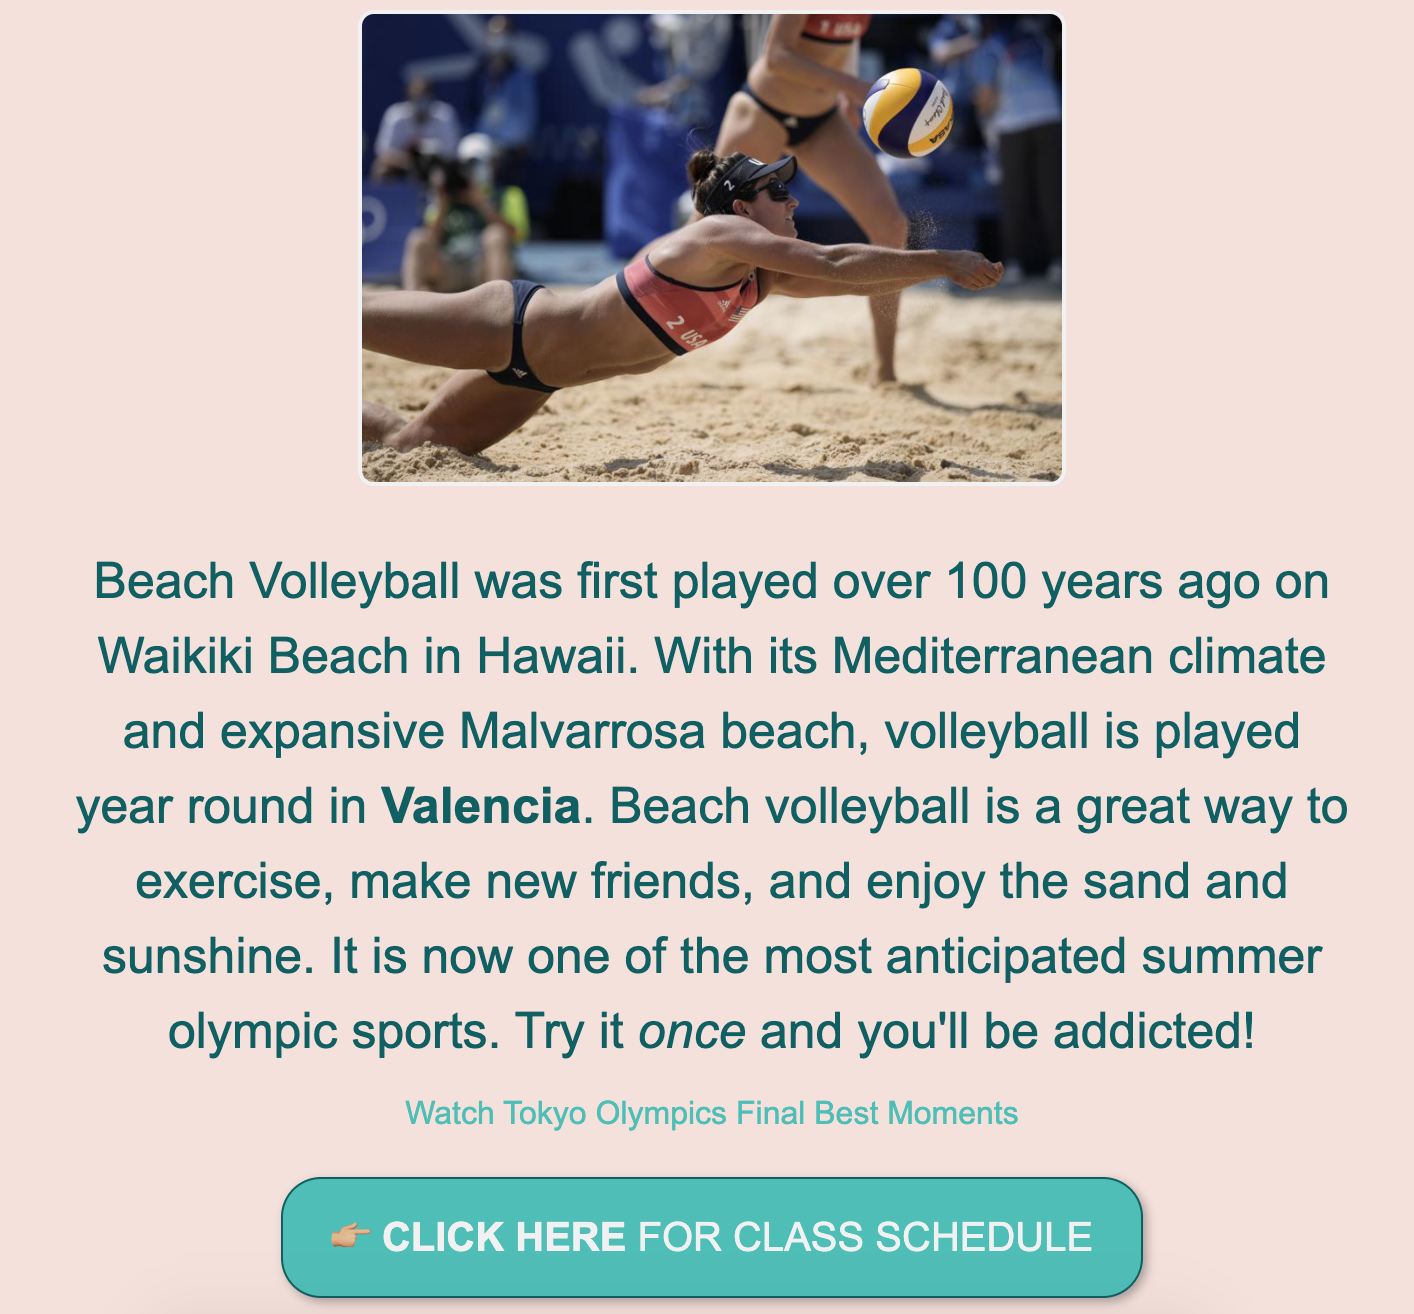 1 USA
U
2
2 USA
Beach Volleyball was first played over 100 years ago on
Waikiki Beach in Hawaii. With its Mediterranean climate
and expansive Malvarrosa beach, volleyball is played
year round in Valencia. Beach volleyball is a great way to
exercise, make new friends, and enjoy the sand and
sunshine. It is now one of the most anticipated summer
olympic sports. Try it once and you'll be addicted!
Watch Tokyo Olympics Final Best Moments
👉🏼 CLICK HERE FOR CLASS SCHEDULE